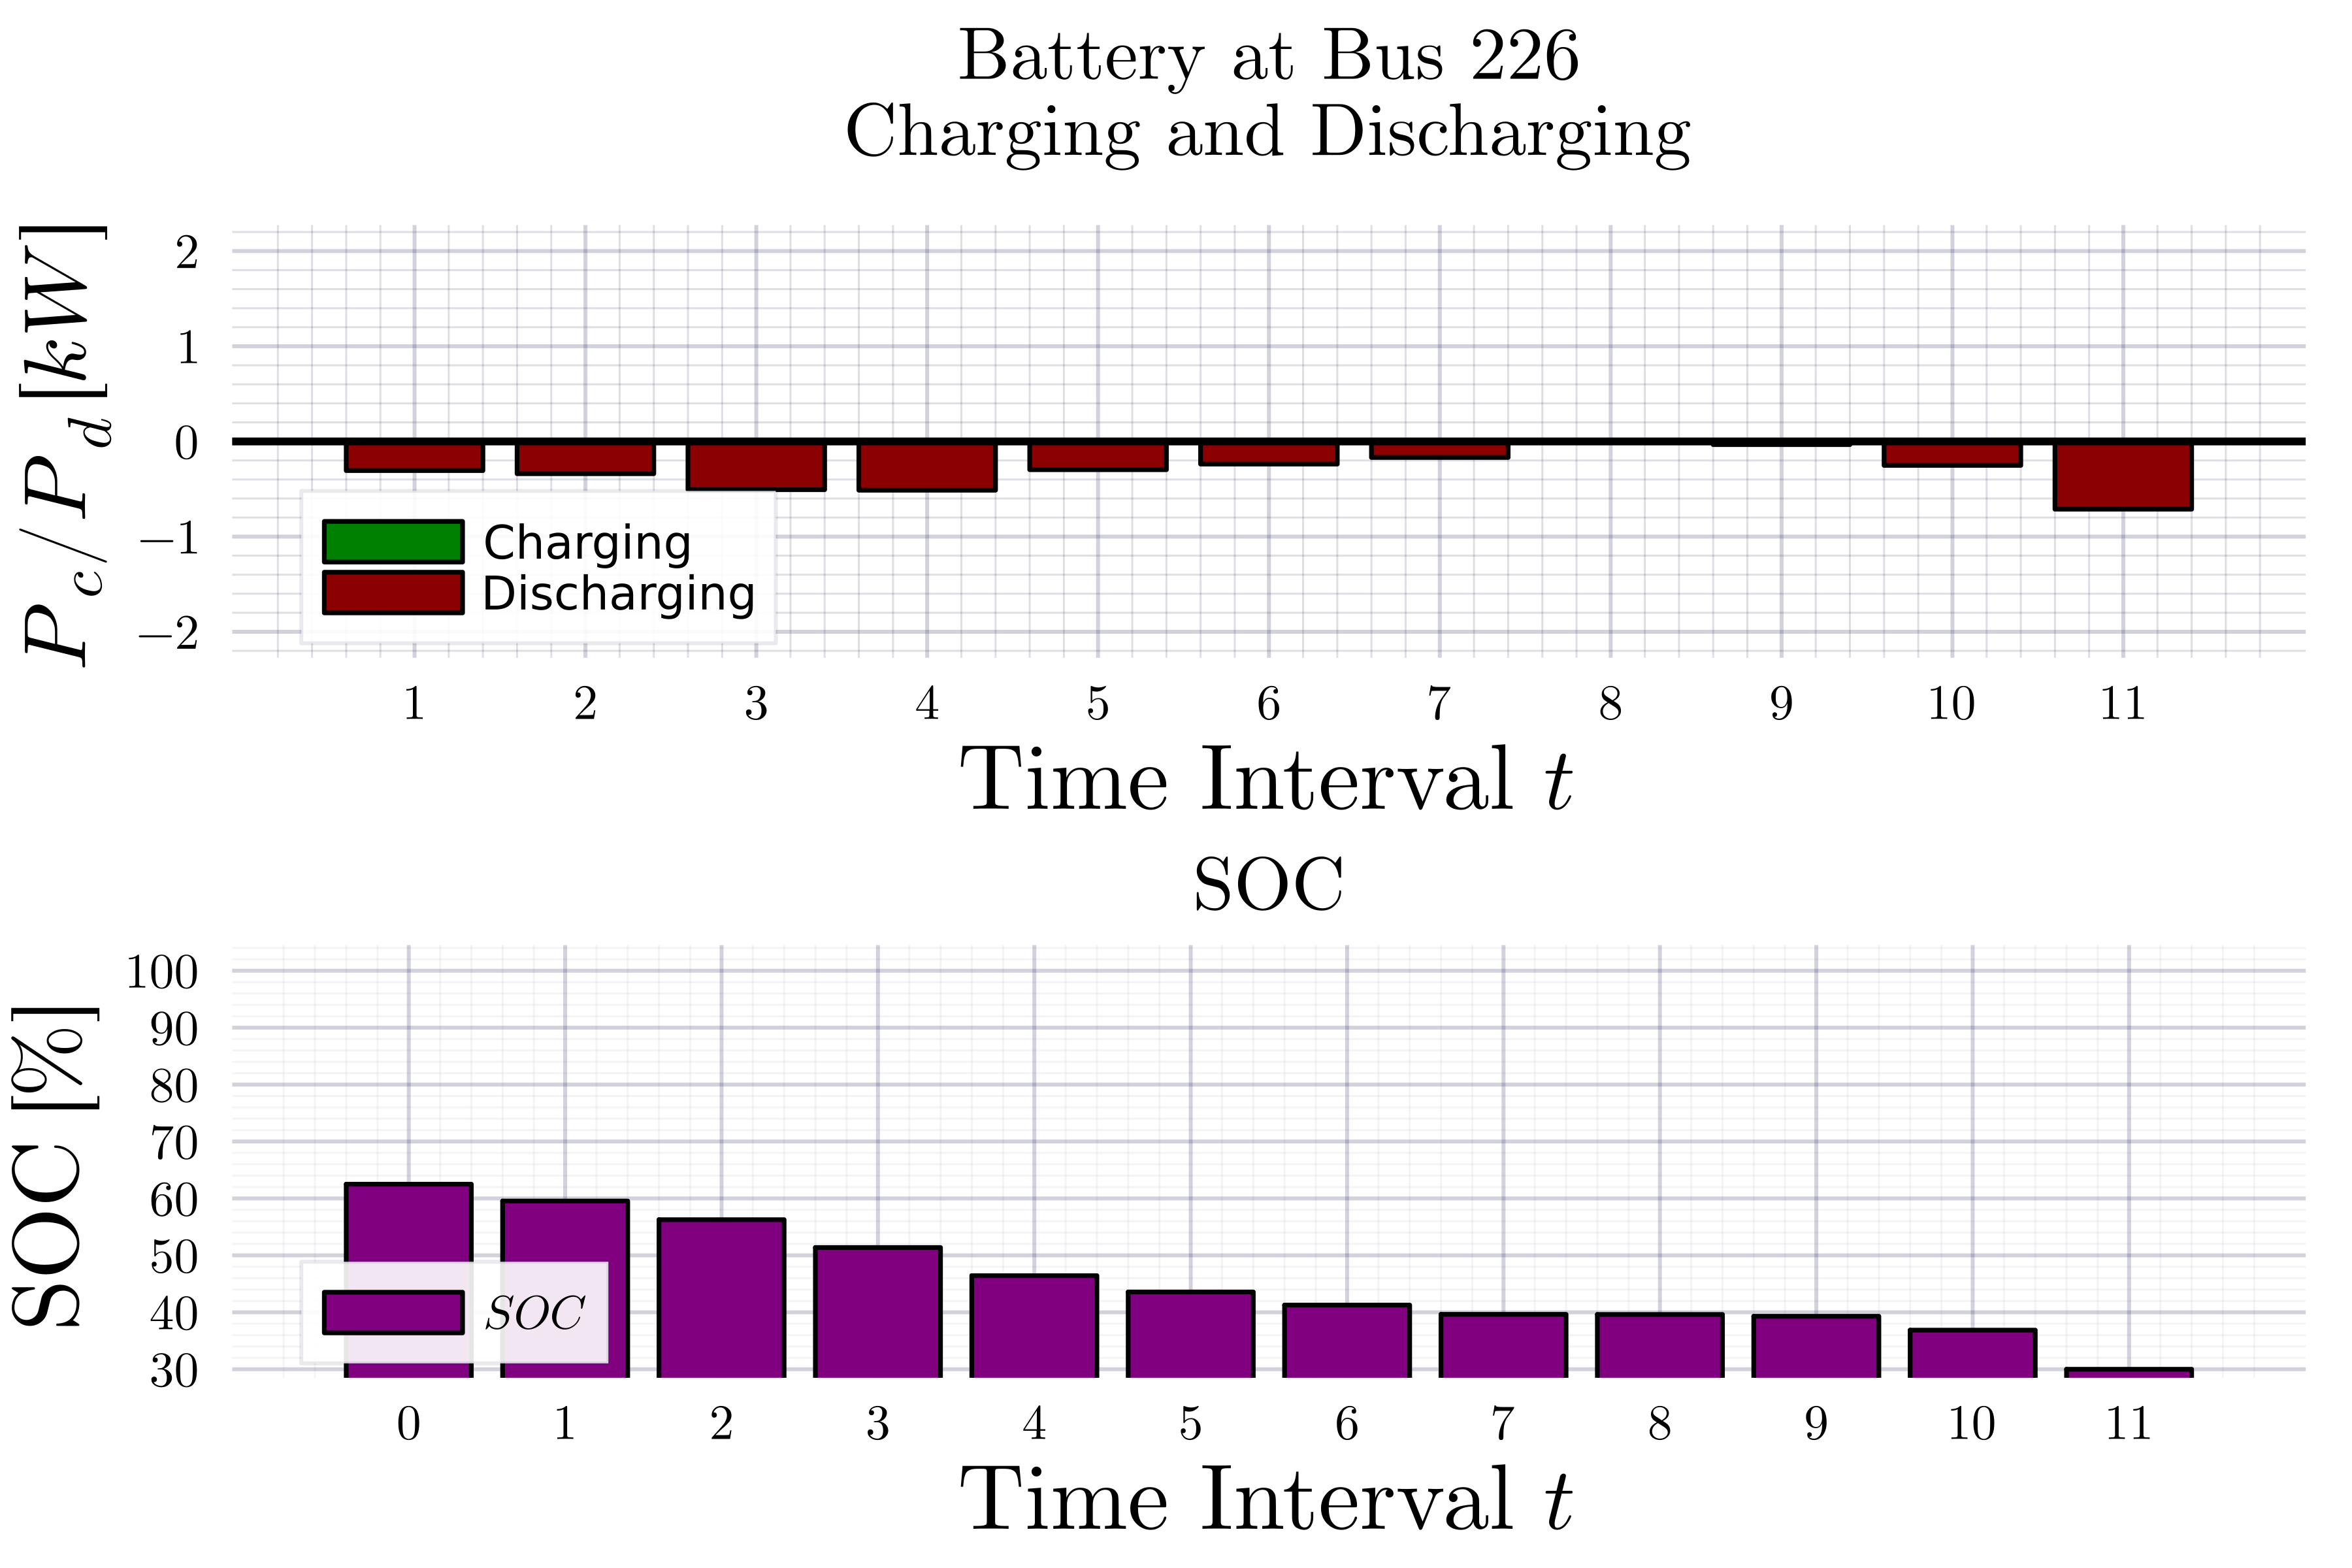 Battery at Bus 226
Charging and Discharging
P_c/P_d [kW]
2
1
0
−1
−2
Charging
Discharging
1 2 3 4 5 6 7 8 9 10 11
Time Interval t
SOC
SOC [%]
100
90
80
70
60
50
40
30
SOC
0 1 2 3 4 5 6 7 8 9 10 11
Time Interval t